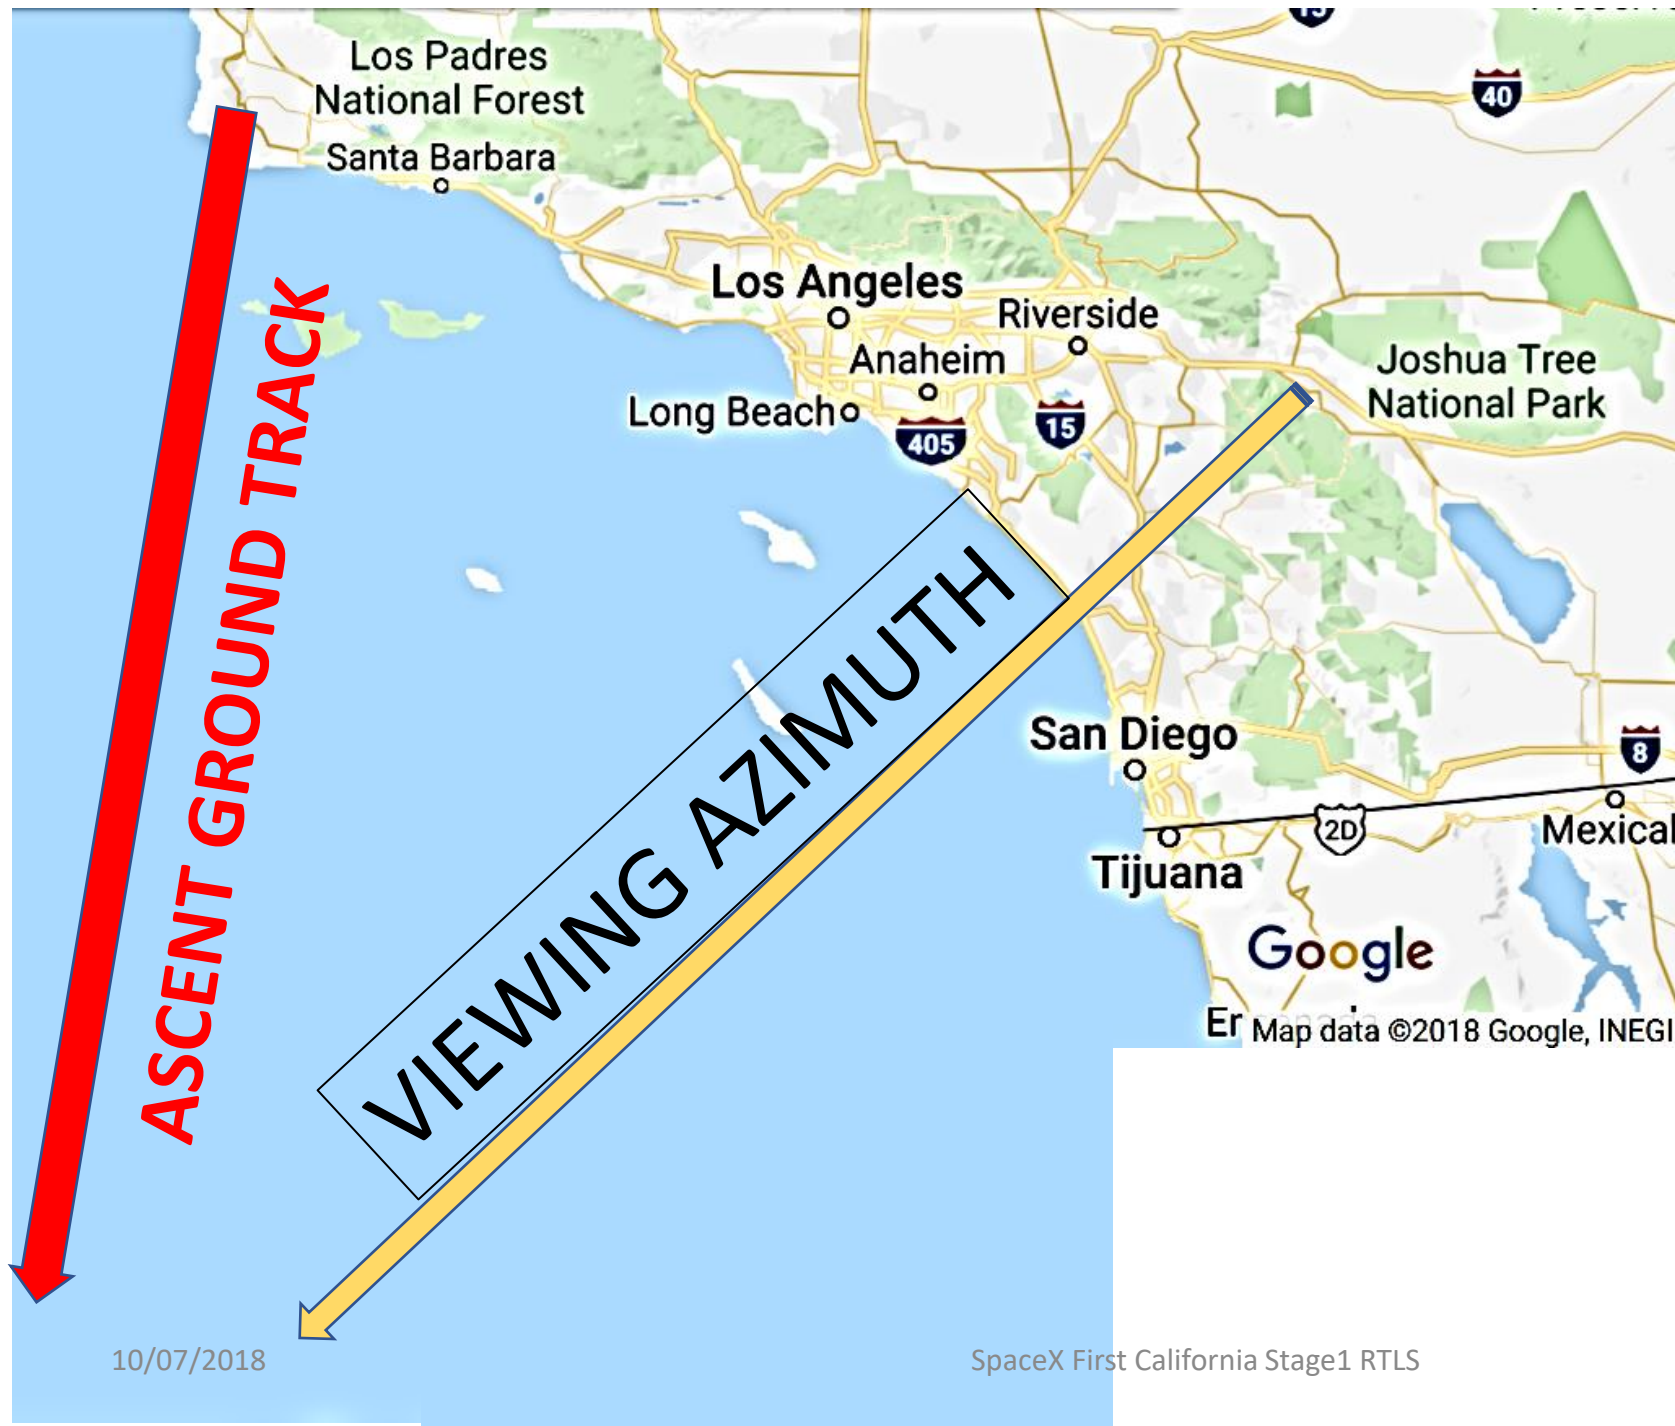 15
Los Padres
National Forest
40
Santa Barbara
Los Angeles
Riverside
Anaheim
Joshua Tree
National Park
Long Beach
405
15
ASCENT GROUND TRACK
VIEWING AZIMUTH
San Diego
8
2D
Mexical
Tijuana
Google
Map data ©2018 Google, INEGI
10/07/2018
SpaceX First California Stage1 RTLS